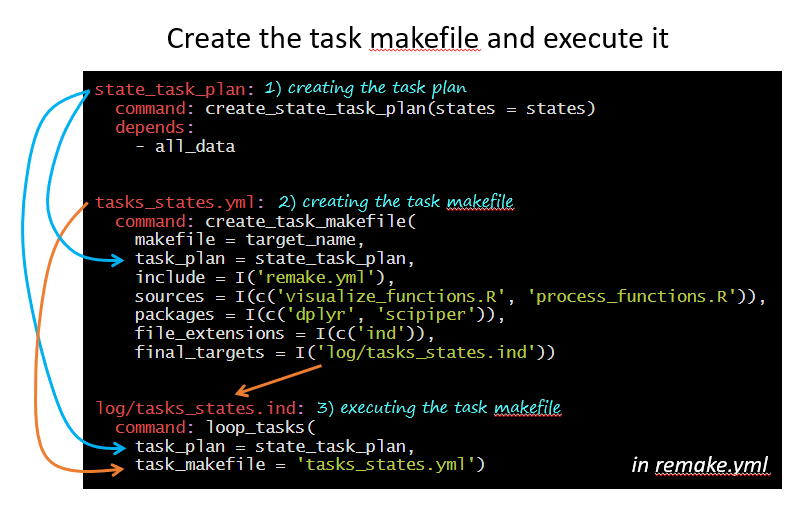 Create the task makefile and execute it
state_task_plan: 1) creating the task plan
command: create_state_task_plan(states = states)
depends:
- all_data
tasks_states.yml: 2) creating the task makefile
command: create_task_makefile(
makefile = target_name,
task_plan = state_task_plan,
include = I('remake.yml'),
sources = I(c('visualize_functions.R', 'process_functions.R')),
packages = I(c('dplyr', 'scipiper')),
file_extensions = I(c('ind')),
final_targets = I('log/tasks_states.ind'))
log/tasks_states.ind: 3) executing the task makefile
command: loop_tasks(
task_plan = state_task_plan,
task_makefile = 'tasks_states.yml')
in remake.yml